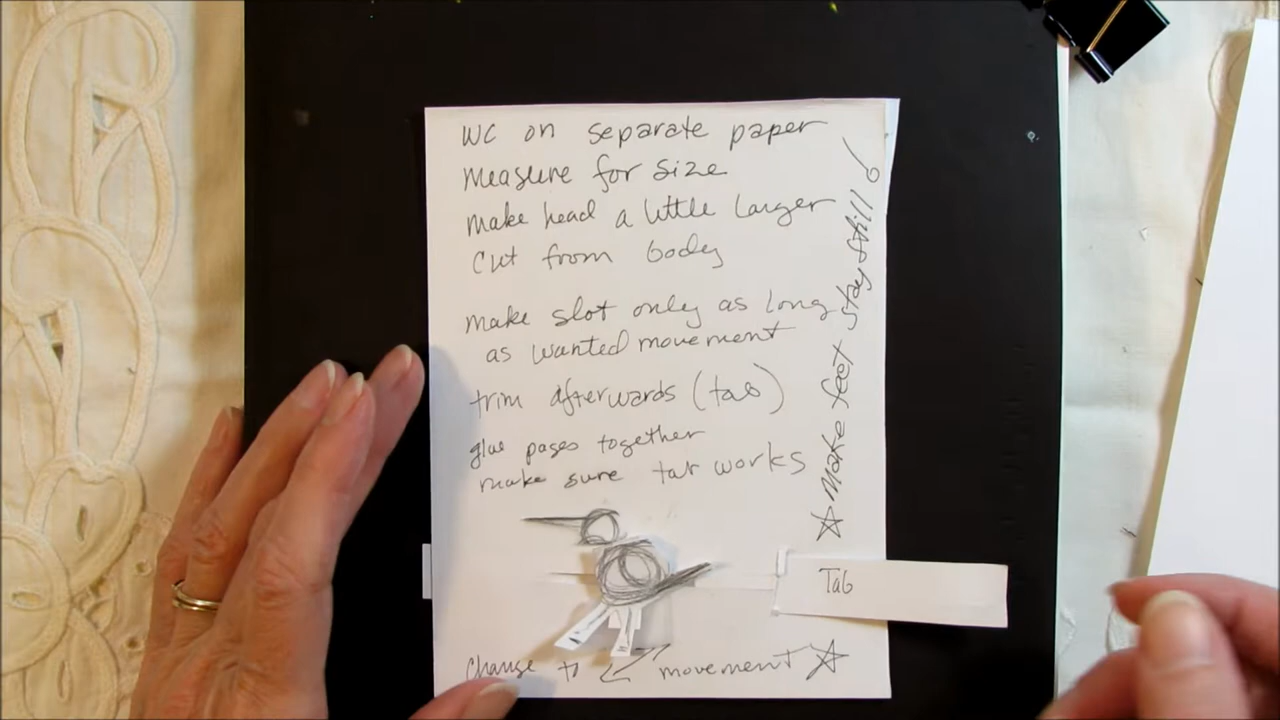 WC on separate paper
measure for size
make head a little larger
cut from body
make slot only as long
as wanted movement
trim afterwards (tab)
glue pages together
make sure tab works
Make feet stay still
Tab
Change to movement